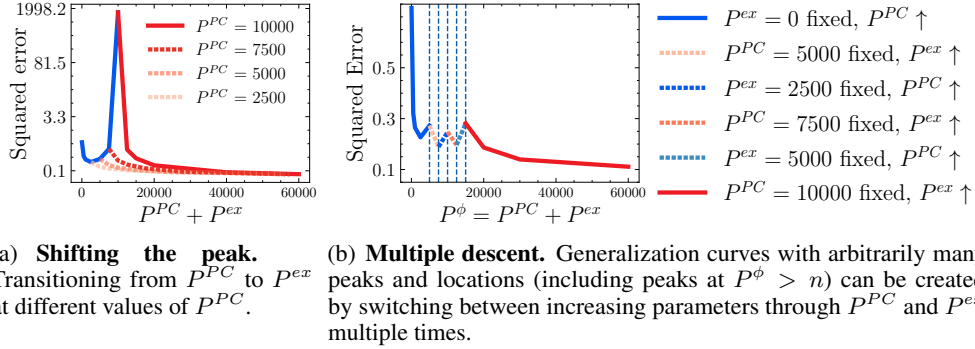 1998.2
81.5
3.3
0.1
Squared error
0
20000
40000
60000
P^{PC} + P^{ex}
P^{PC} = 10000
P^{PC} = 7500
P^{PC} = 5000
P^{PC} = 2500
0.5
0.3
0.1
Squared Error
0
20000
40000
60000
P^ϕ = P^{PC} + P^{ex}
P^{ex} = 0 fixed, P^{PC} ↑
P^{PC} = 5000 fixed, P^{ex} ↑
P^{ex} = 2500 fixed, P^{PC} ↑
P^{PC} = 7500 fixed, P^{ex} ↑
P^{ex} = 5000 fixed, P^{PC} ↑
P^{PC} = 10000 fixed, P^{ex} ↑
a) Shifting the peak.
Transitioning from P^{PC} to P^{ex}
at different values of P^{PC}.
(b) Multiple descent. Generalization curves with arbitrarily man
peaks and locations (including peaks at P^ϕ > n) can be created
by switching between increasing parameters through P^{PC} and P^{ex}
multiple times.